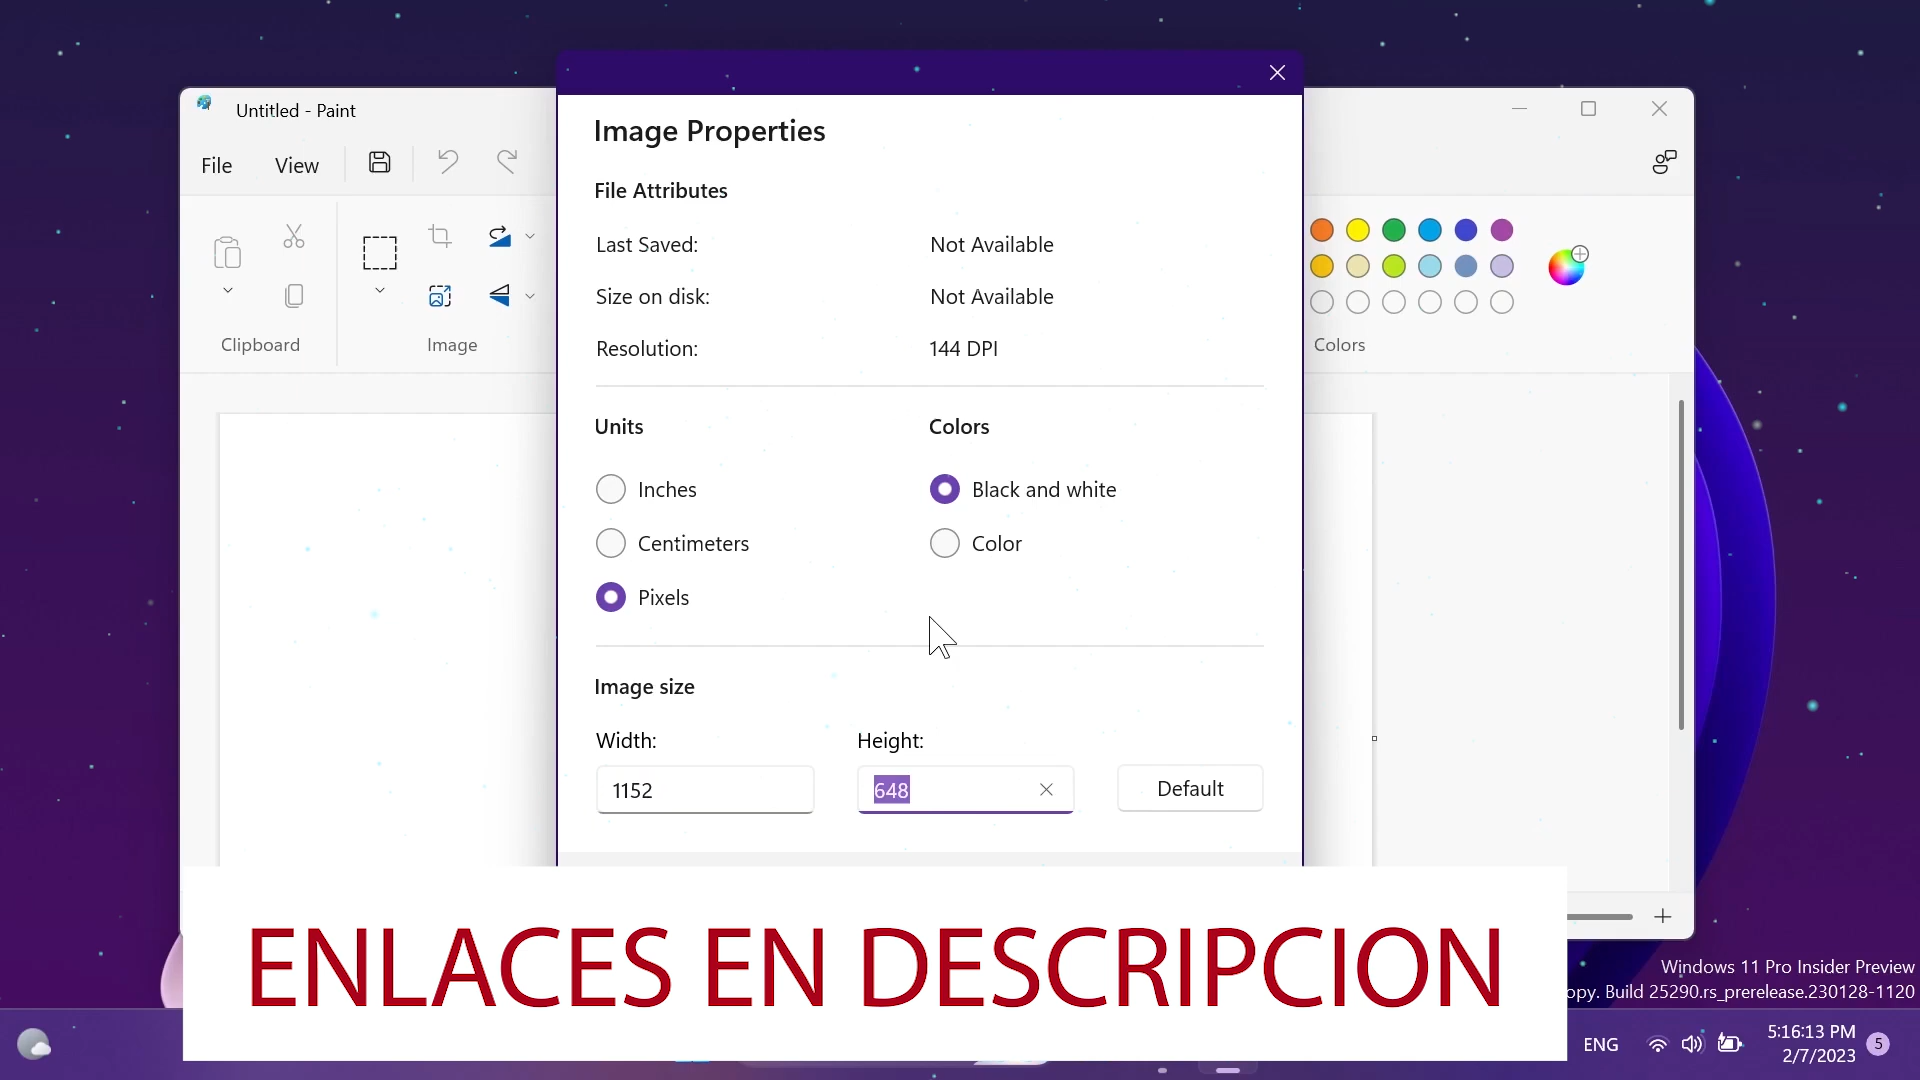 Untitled - Paint
File
View
Clipboard
Image
Image Properties
File Attributes
Last Saved:
Not Available
Size on disk:
Not Available
Resolution:
144 DPI
Units
Colors
Inches
Black and white
Centimeters
Color
Pixels
Image size
Width:
Height:
1152
648
Default
Colors
ENLACES EN DESCRIPCION
Windows 11 Pro Insider Preview
opy. Build 25290.rs_prerelease.230128-1120
ENG
5:16:13 PM
2/7/2023
5